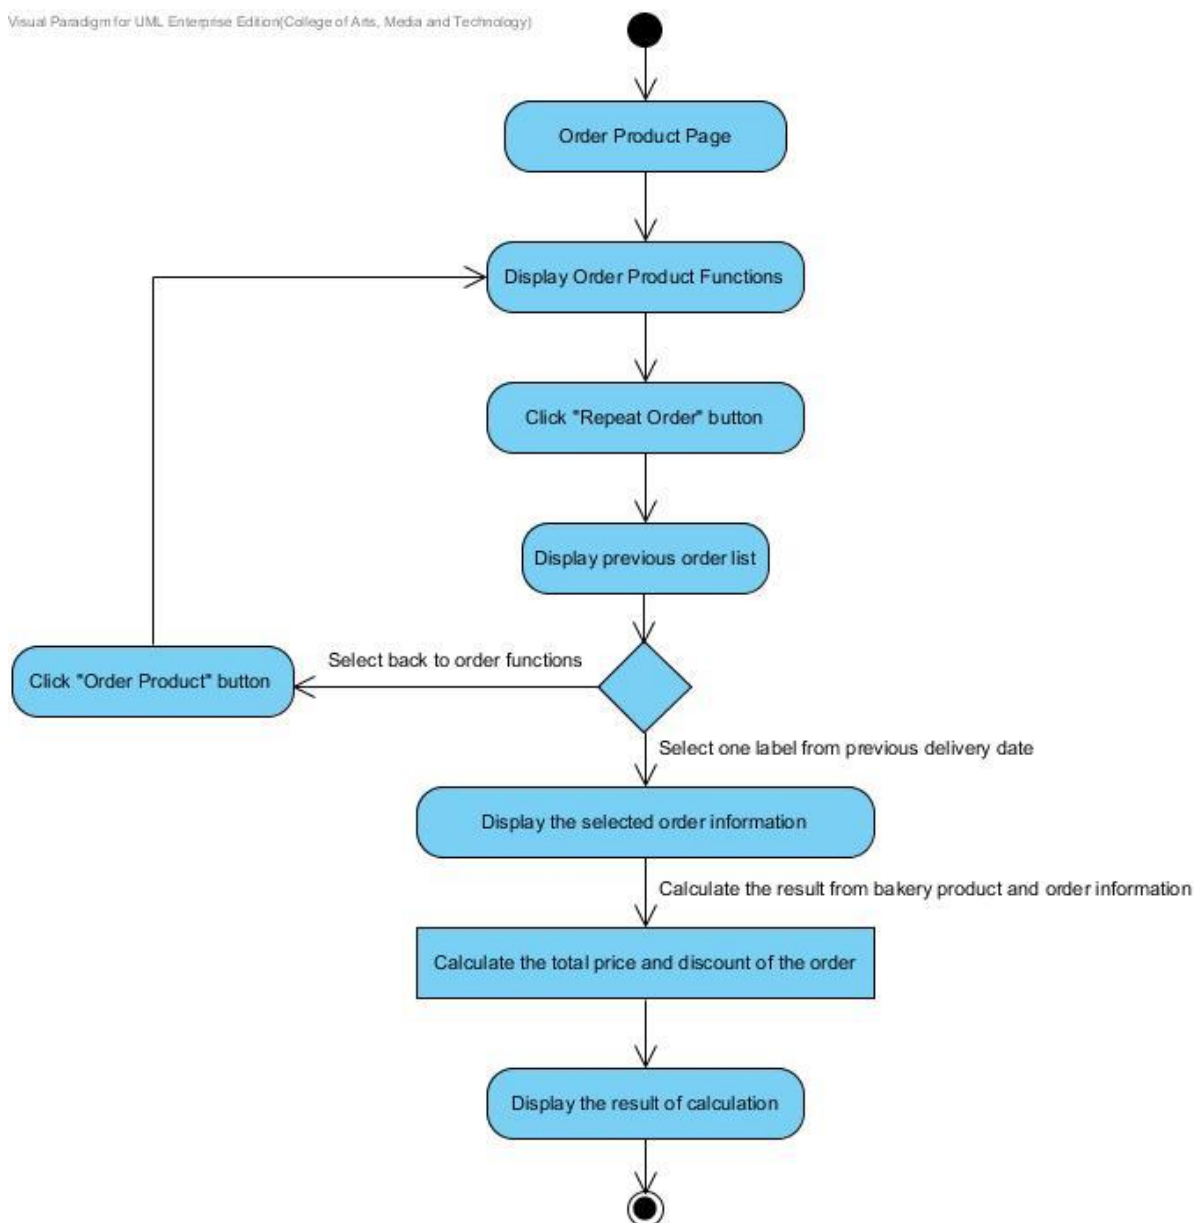 Visual Paradigm for UML Enterprise Edition(College of Arts, Media and Technology)
Order Product Page
Display Order Product Functions
Click "Repeat Order" button
Display previous order list
Select back to order functions
Click "Order Product" button
Select one label from previous delivery date
Display the selected order information
Calculate the result from bakery product and order information
Calculate the total price and discount of the order
Display the result of calculation